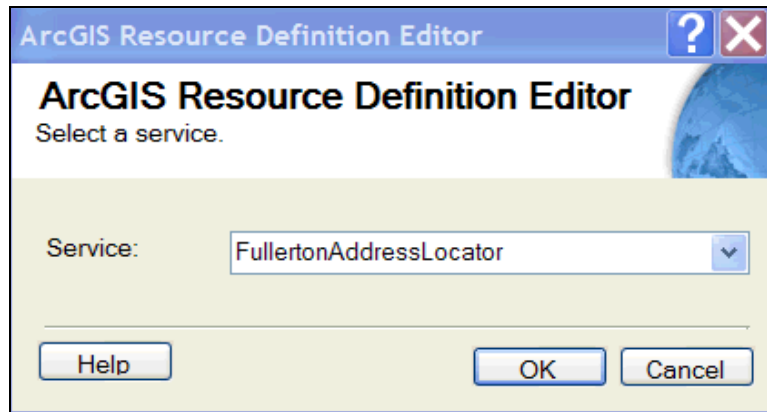 ArcGIS Resource Definition Editor
?
ArcGIS Resource Definition Editor
Select a service.
Service:
FullertonAddressLocator
Help
OK
Cancel